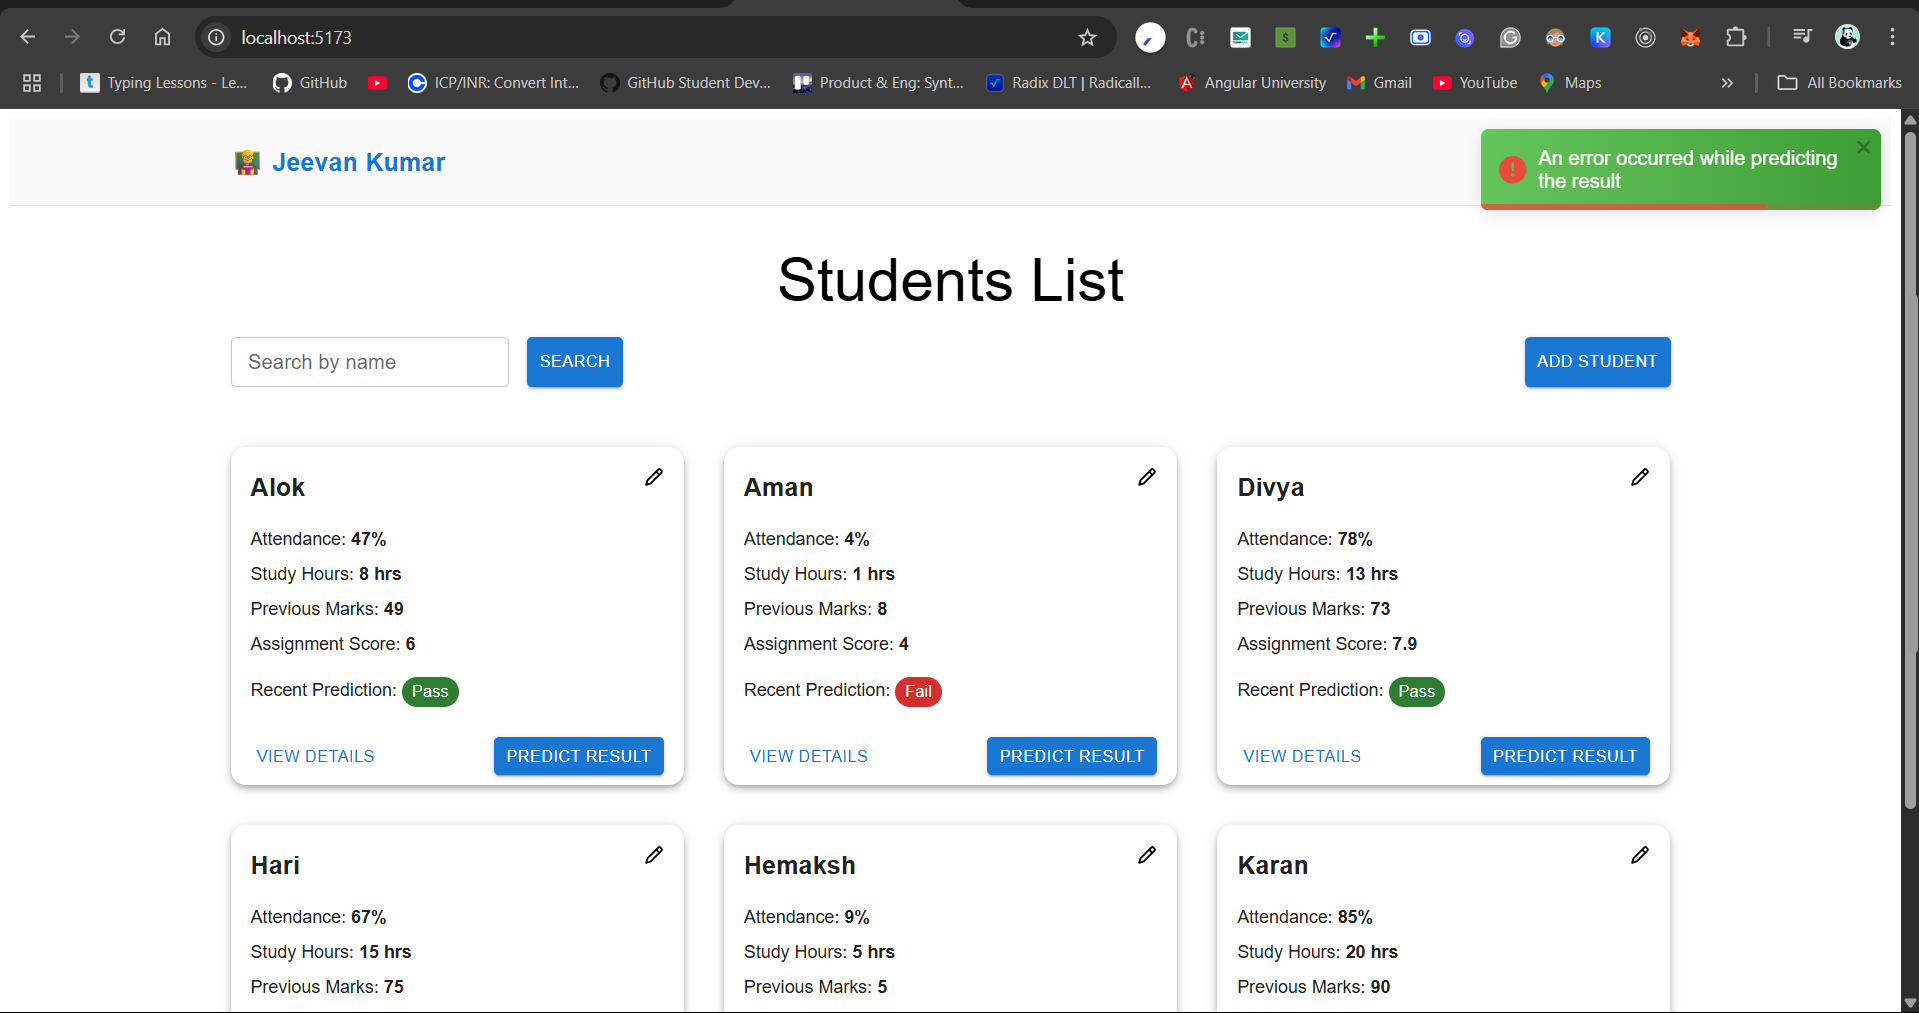 localhost:5173
Typing Lessons - Le...
GitHub
ICP/INR: Convert Int...
GitHub Student Dev...
Product & Eng: Synt...
Radix DLT | Radicall...
Angular University
Gmail
YouTube
Maps
All Bookmarks
Jeevan Kumar
An error occurred while predicting
the result
Students List
Search by name
SEARCH
ADD STUDENT
Alok
Attendance: 47%
Study Hours: 8 hrs
Previous Marks: 49
Assignment Score: 6
Recent Prediction: Pass
VIEW DETAILS
PREDICT RESULT
Aman
Attendance: 4%
Study Hours: 1 hrs
Previous Marks: 8
Assignment Score: 4
Recent Prediction: Fail
VIEW DETAILS
PREDICT RESULT
Divya
Attendance: 78%
Study Hours: 13 hrs
Previous Marks: 73
Assignment Score: 7.9
Recent Prediction: Pass
VIEW DETAILS
PREDICT RESULT
Hari
Attendance: 67%
Study Hours: 15 hrs
Previous Marks: 75
Hemaksh
Attendance: 9%
Study Hours: 5 hrs
Previous Marks: 5
Karan
Attendance: 85%
Study Hours: 20 hrs
Previous Marks: 90